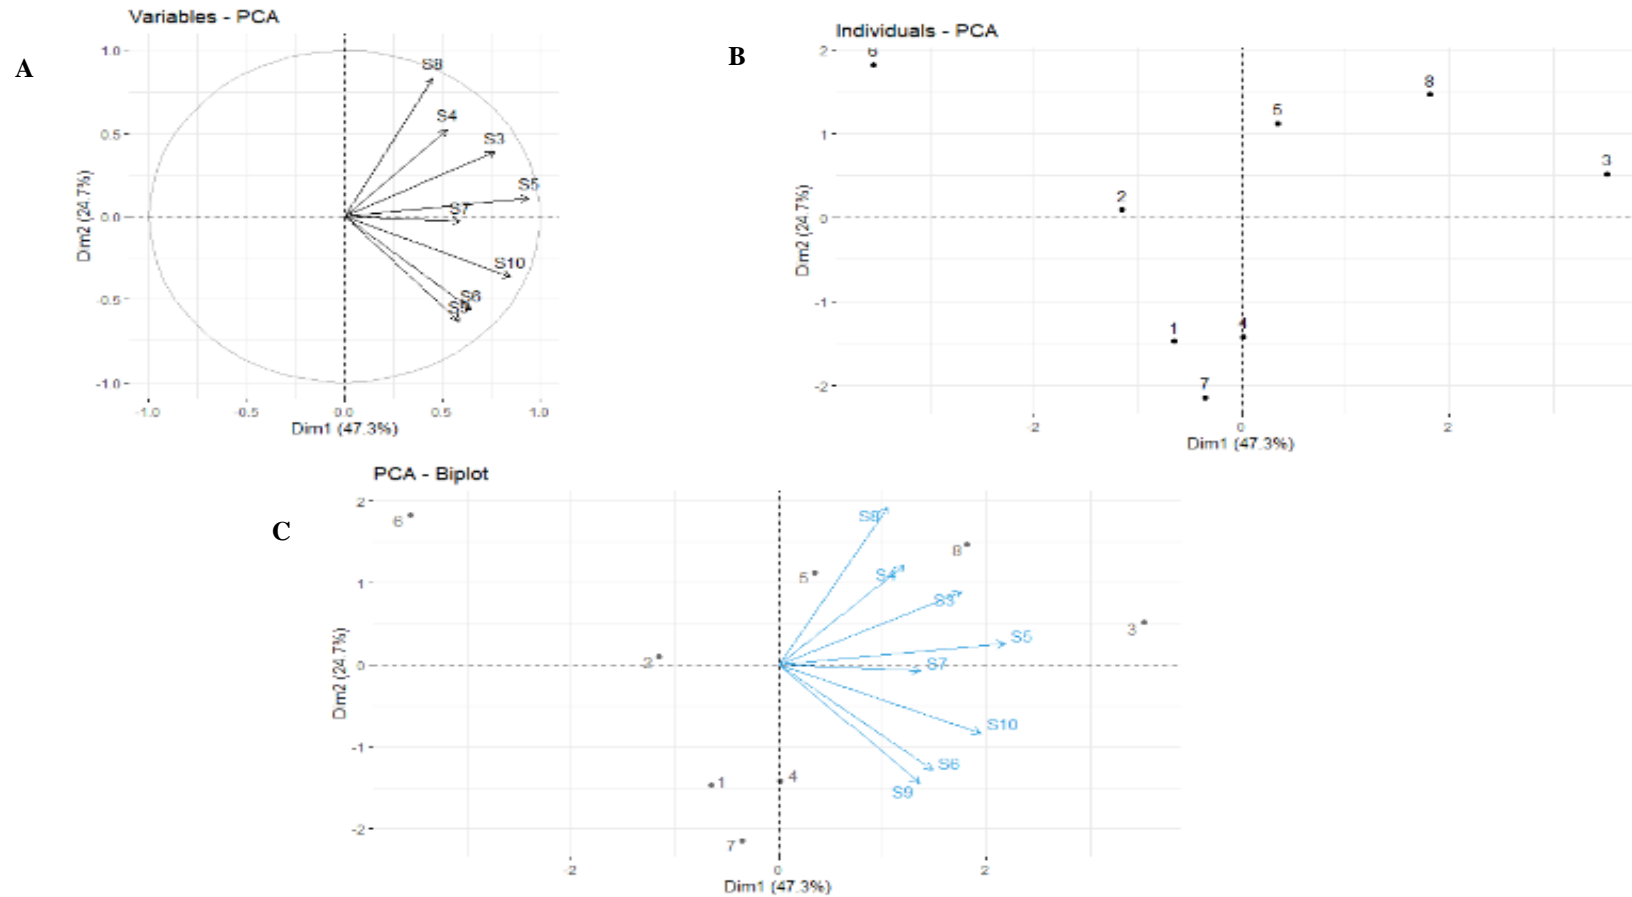 A
Variables - PCA
1.0
0.5
0.0
-0.5
-1.0
Dim2 (24.7%)
S8
S4
S3
S5
S7
S10
S6
S9
-1.0 -0.5 0.0 0.5 1.0
Dim1 (47.3%)
B
Individuals - PCA
2
1
0
-1
-2
Dim2 (24.7%)
6
8
5
3
2
1
4
7
-2 0 2
Dim1 (47.3%)
C
PCA - Biplot
2
1
0
-1
-2
Dim2 (24.7%)
6
S8
8
5
S4
S3
3
S5
2
S7
S10
S6
4
1
S9
7
-2 0 2
Dim1 (47.3%)